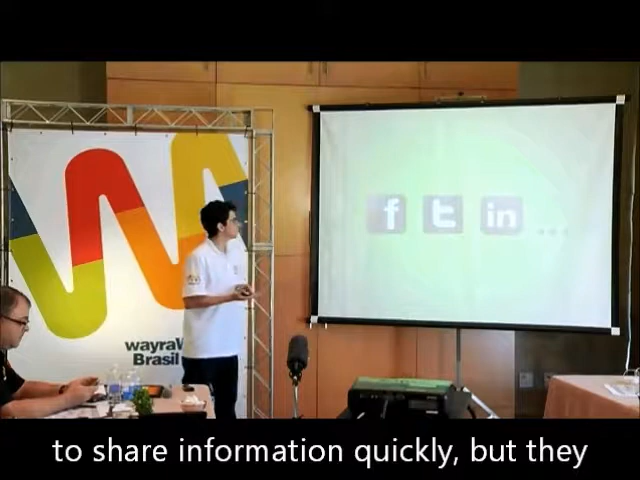 f t in ...
wayraW
Brasil
to share information quickly, but they